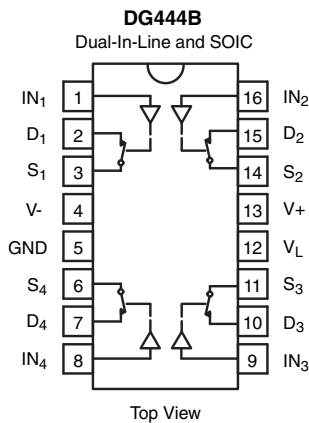 DG444B
Dual-In-Line and SOIC
IN1 1 16 IN2
D1 2 15 D2
S1 3 14 S2
V- 4 13 V+
GND 5 12 VL
S4 6 11 S3
D4 7 10 D3
IN4 8 9 IN3
Top View